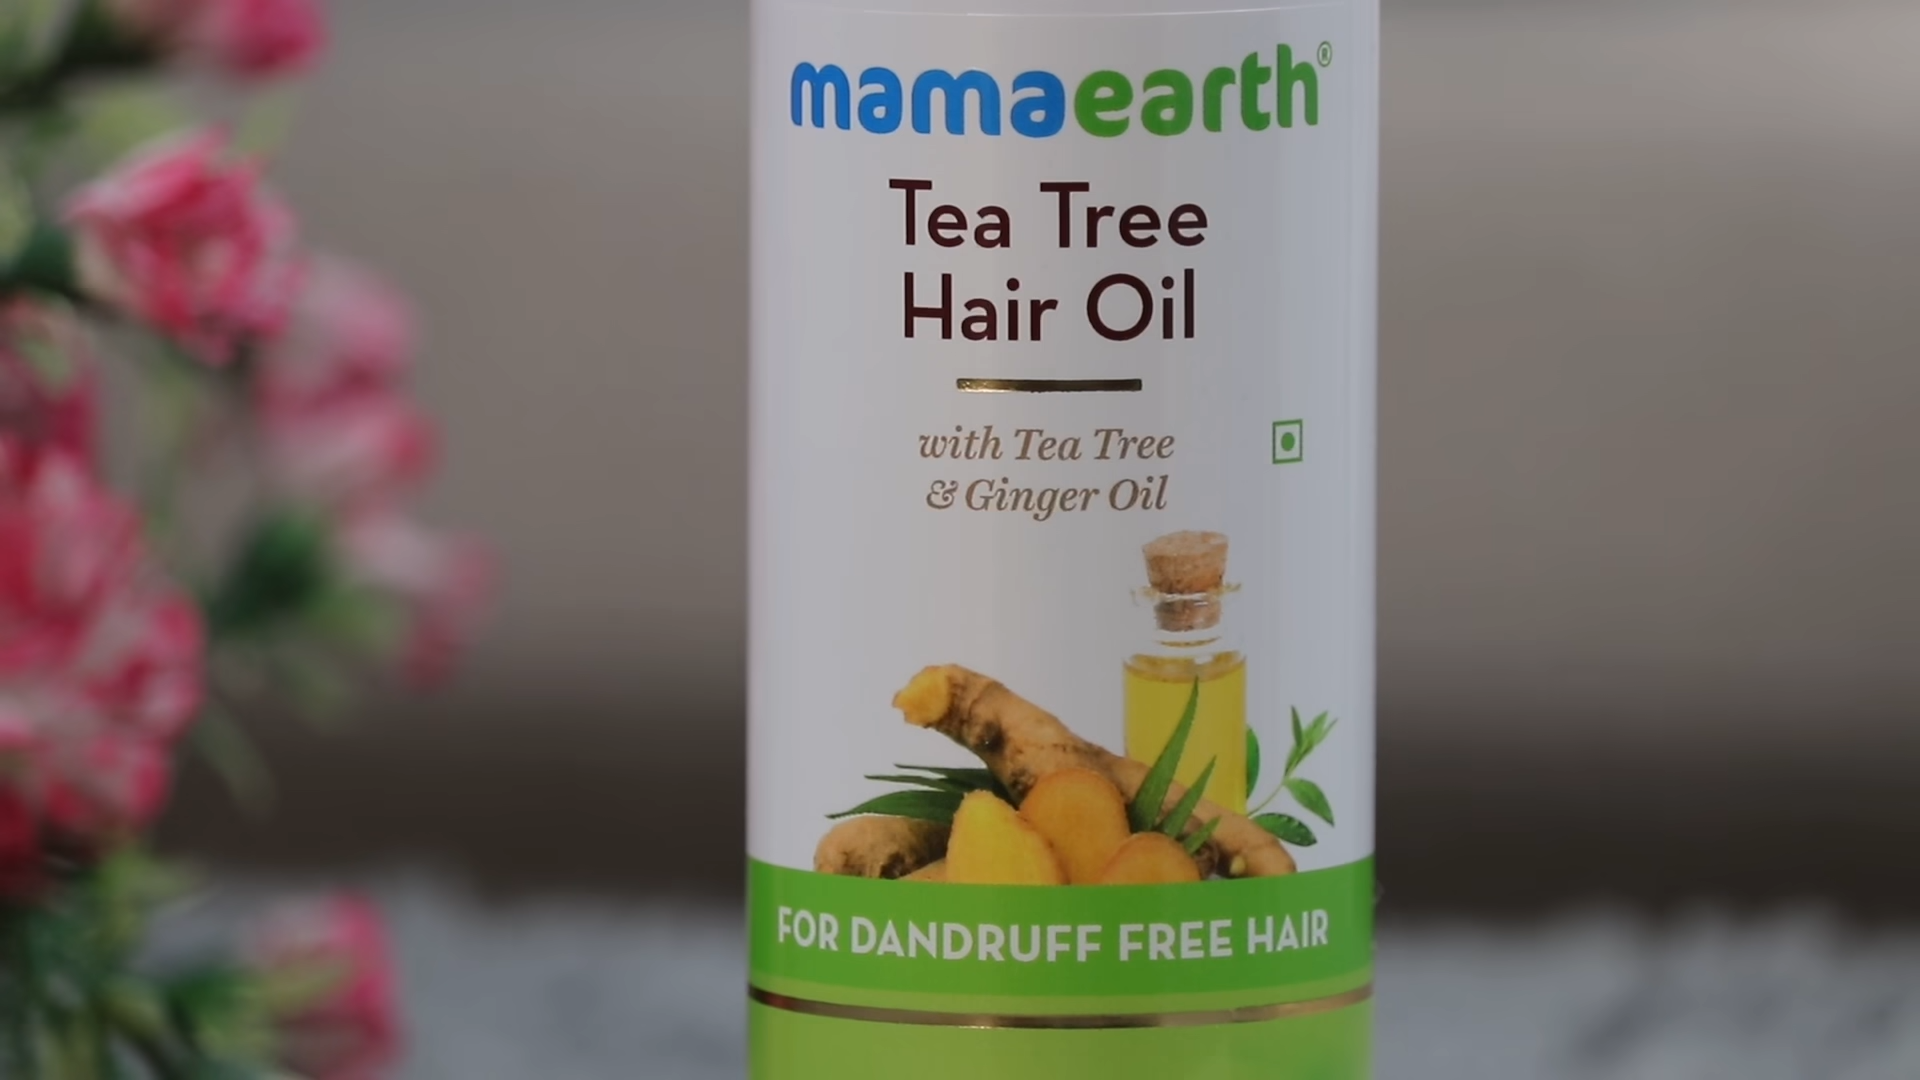 mamaearth®
Tea Tree
Hair Oil
with Tea Tree
& Ginger Oil
FOR DANDRUFF FREE HAIR